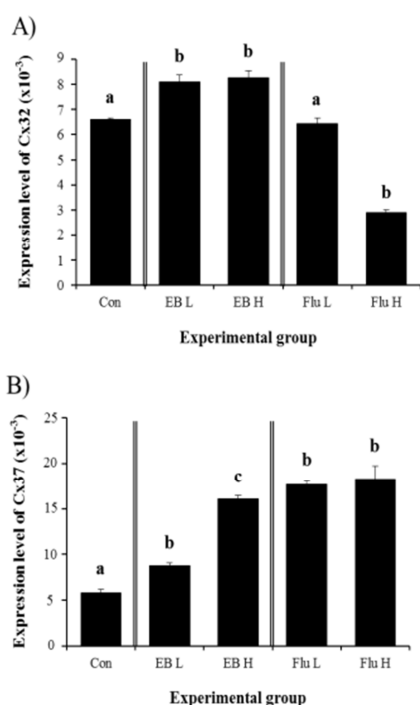 A)
Expression level of Cx32 (x10-3)
9
8
7
6
5
4
3
2
1
0
a
b
b
a
b
Con EB L EB H Flu L Flu H
Experimental group
B)
Expression level of Cx37 (x10-3)
25
20
15
10
5
0
a
b
c
b
b
Con EB L EB H Flu L Flu H
Experimental group